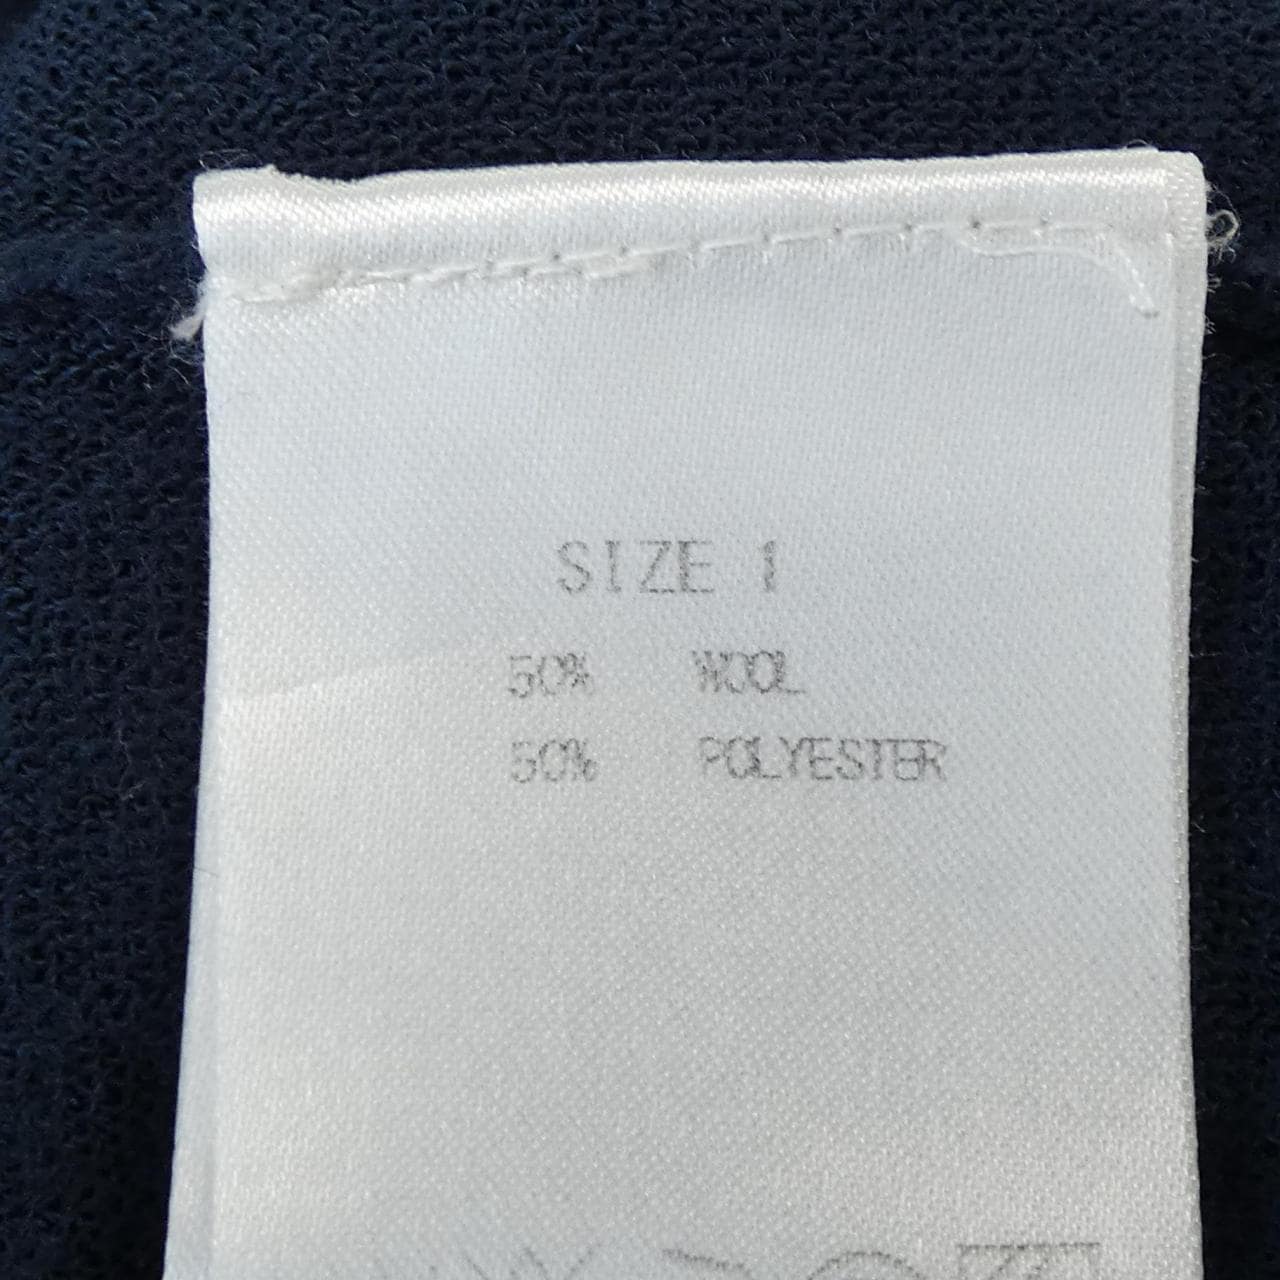 SIZE 1
50% WOOL
50% POLYESTER